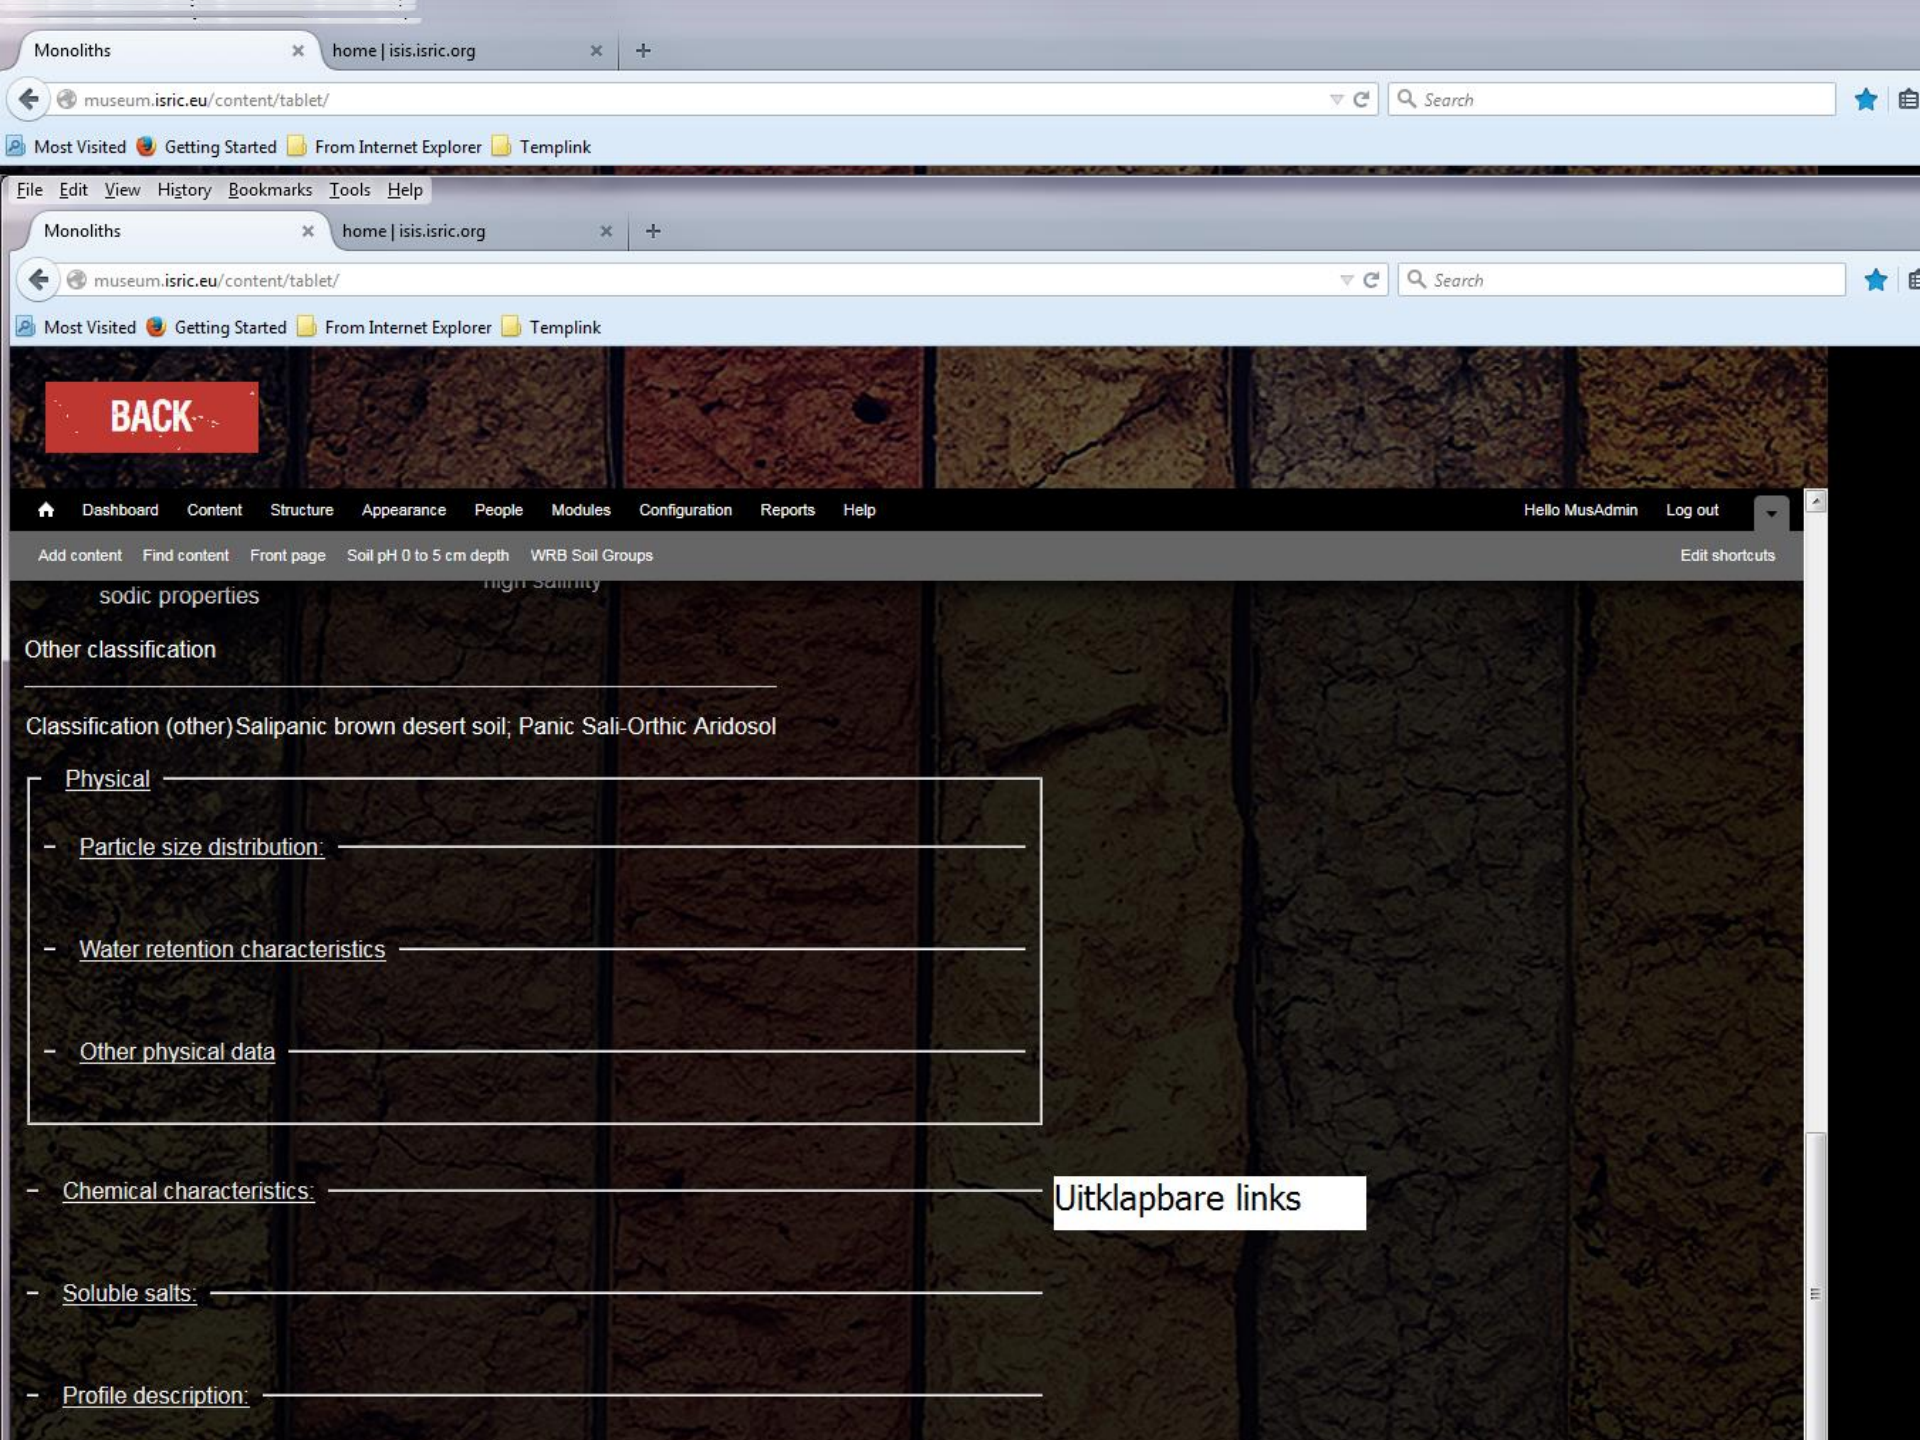 Monoliths
home | isis.isric.org
museum.isric.eu/content/tablet/
Search
Most Visited Getting Started From Internet Explorer Templink
File Edit View History Bookmarks Tools Help
Monoliths
home | isis.isric.org
museum.isric.eu/content/tablet/
Search
Most Visited Getting Started From Internet Explorer Templink
BACK
Dashboard Content Structure Appearance People Modules Configuration Reports Help Hello MusAdmin Log out
Add content Find content Front page Soil pH 0 to 5 cm depth WRB Soil Groups Edit shortcuts
high salinity
sodic properties
Other classification
Classification (other) Salipanic brown desert soil; Panic Sali-Orthic Aridosol
Physical
- Particle size distribution:
- Water retention characteristics
- Other physical data
- Chemical characteristics:
Uitklapbare links
- Soluble salts:
- Profile description: